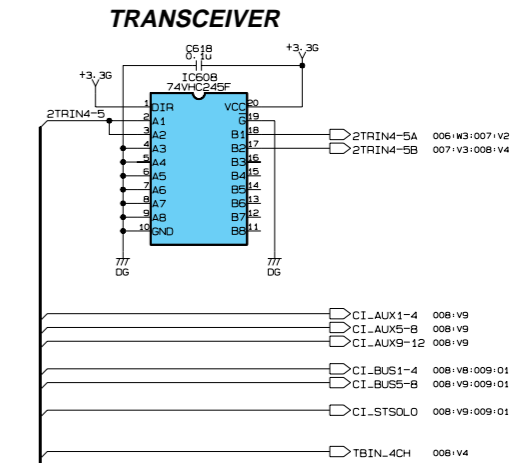 TRANSCEIVER
C618
0.1u
+3.3G
+3.3G
IC608
74VHC245F
2TRIN4-5
1 DIR VCC 20
2 A1 G 19
3 A2 B1 18 2TRIN4-5A 006:W3:007:V2
4 A3 B2 17 2TRIN4-5B 007:V3:008:V4
5 A4 B3 16
6 A5 B4 15
7 A6 B5 14
8 A7 B6 13
9 A8 B7 12
10 GND B8 11
DG DG
CI_AUX1-4 008:V9
CI_AUX5-8 008:V9
CI_AUX9-12 008:V9
CI_BUS1-4 008:V8:009:01
CI_BUS5-8 008:V9:009:01
CI_STSOLO 008:V9:009:01
TBIN_4CH 008:V4